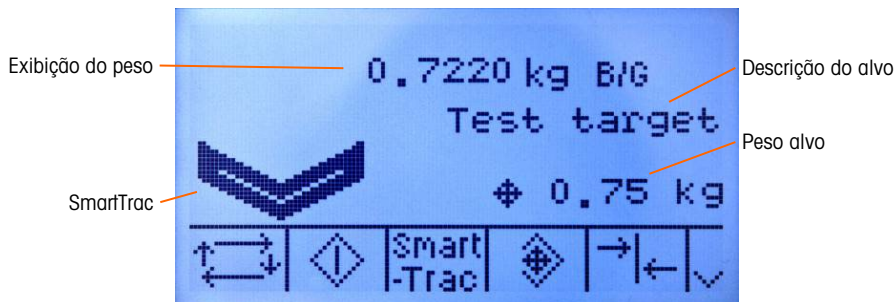 Exibição do peso
0.7220 kg B/G
Descrição do alvo
Test target
Peso alvo
0.75 kg
SmartTrac
Smart
-Trac